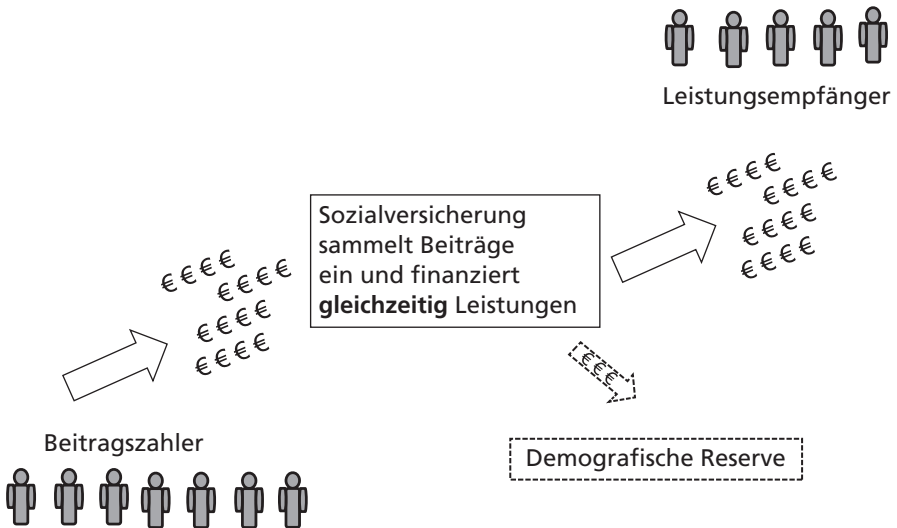 Leistungsempfänger
€ € € €
€ € € €
€ € € €
€ € € €
Sozialversicherung
sammelt Beiträge
ein und finanziert
gleichzeitig Leistungen
€ € € €
€ € € €
€ € € €
€ € € €
€ € €
Beitragszahler
Demografische Reserve